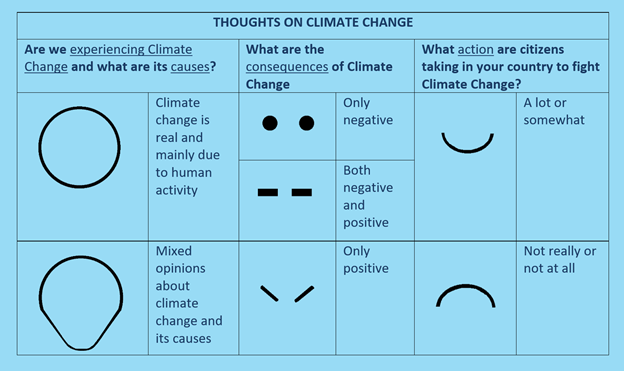 THOUGHTS ON CLIMATE CHANGE
Are we experiencing Climate
Change and what are its causes?
What are the
consequences of Climate
Change
What action are citizens
taking in your country to fight
Climate Change?
Climate
change is
real and
mainly due
to human
activity
Only
negative
Both
negative
and
positive
A lot or
somewhat
Mixed
opinions
about
climate
change and
its causes
Only
positive
Not really or
not at all